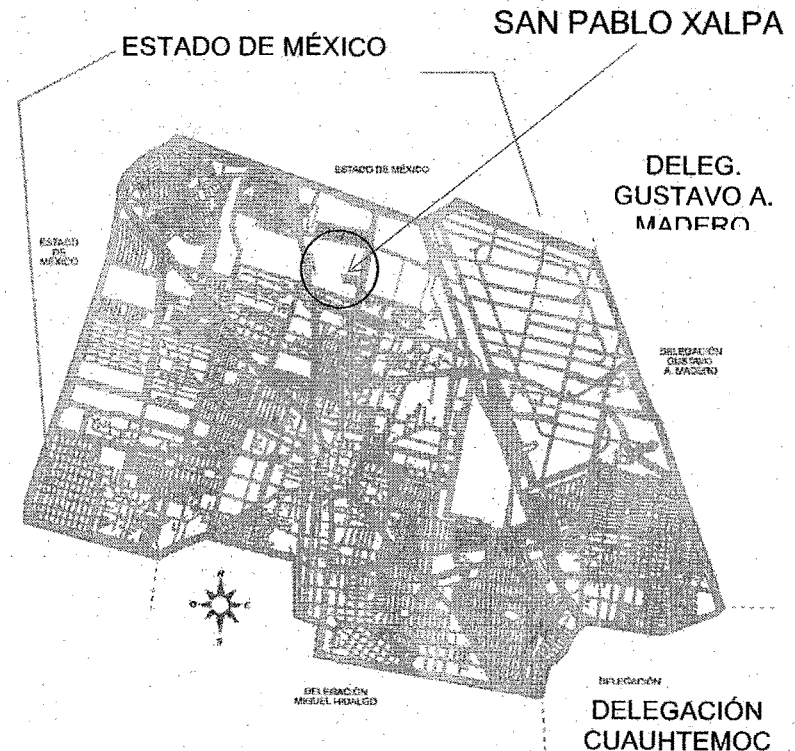 SAN PABLO XALPA
ESTADO DE MÉXICO
ESTADO DE MÉXICO
DELEG.
GUSTAVO A.
MADERO
ESTADO
DE
MÉXICO
DELEGACIÓN
GUSTAVO
A. MADERO
N
O
E
S
DELEGACIÓN
MIGUEL HIDALGO
DELEGACIÓN
DELEGACIÓN
CUAUHTEMOC